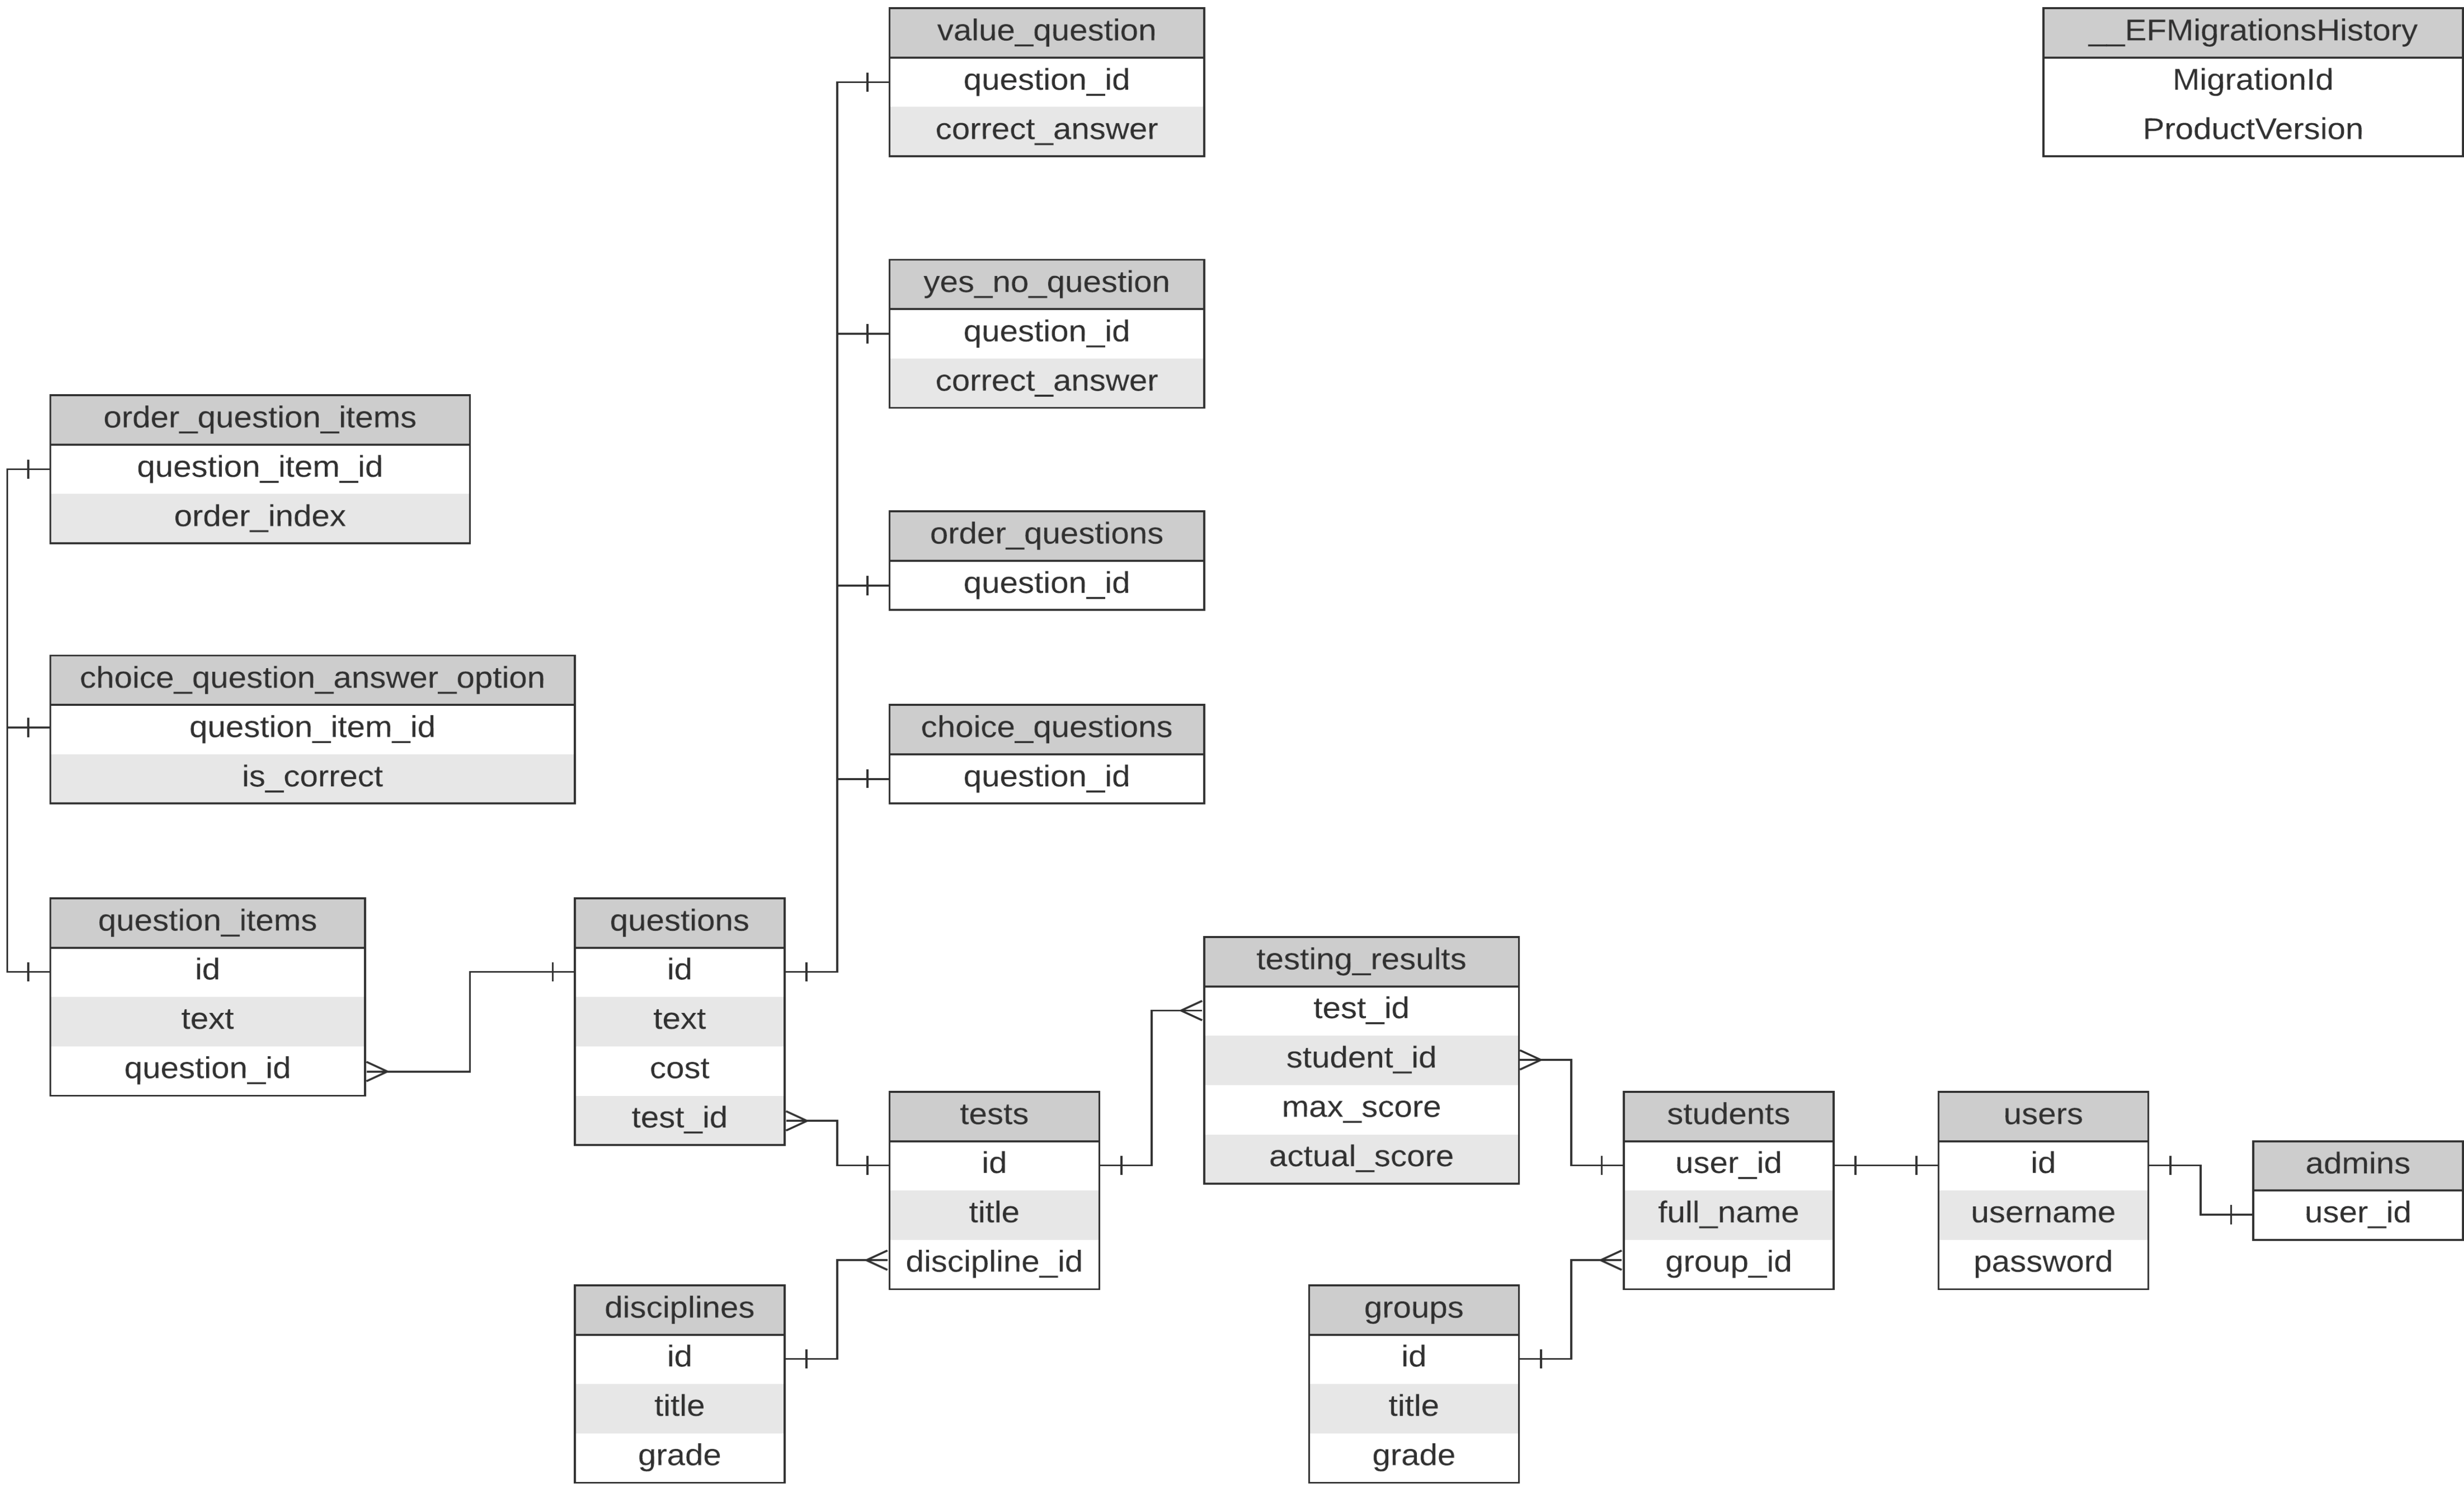 value_question
question_id
correct_answer
__EFMigrationsHistory
MigrationId
ProductVersion
yes_no_question
question_id
correct_answer
order_question_items
question_item_id
order_index
order_questions
question_id
choice_question_answer_option
question_item_id
is_correct
choice_questions
question_id
question_items
id
text
question_id
questions
id
text
cost
test_id
testing_results
test_id
student_id
max_score
actual_score
tests
id
title
discipline_id
students
user_id
full_name
group_id
users
id
username
password
admins
user_id
disciplines
id
title
grade
groups
id
title
grade